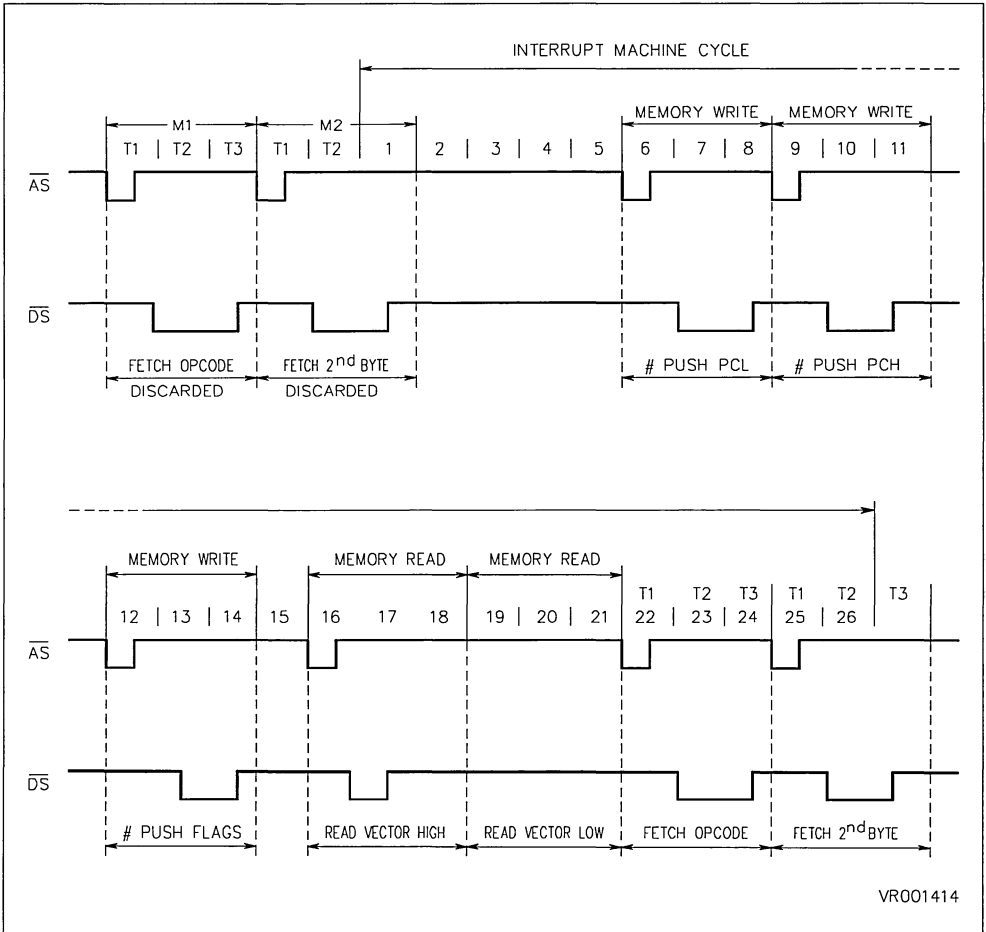 INTERRUPT MACHINE CYCLE
MEMORY WRITE MEMORY WRITE
M1 M2
T1 | T2 | T3 T1 | T2 | 1 2 | 3 | 4 | 5 6 | 7 | 8 9 | 10 | 11
AS
DS
FETCH OPCODE FETCH 2nd BYTE # PUSH PCL # PUSH PCH
DISCARDED DISCARDED
MEMORY WRITE MEMORY READ MEMORY READ
T1 T2 T3 T1 T2 T3
12 | 13 | 14 15 16 17 18 19 | 20 | 21 22 | 23 | 24 25 | 26
AS
DS
# PUSH FLAGS READ VECTOR HIGH READ VECTOR LOW FETCH OPCODE FETCH 2nd BYTE
VR001414